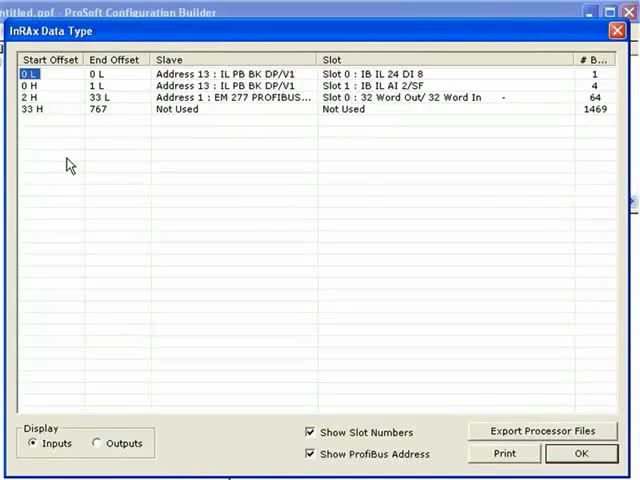 ntitled.ppf - ProSoft Configuration Builder
InRAx Data Type
Start Offset End Offset Slave Slot # B...
0 L 0 L Address 13 : IL PB BK DP/V1 Slot 0 : IB IL 24 DI 8 1
0 H 1 L Address 13 : IL PB BK DP/V1 Slot 1 : IB IL AI 2/SF 4
2 H 33 L Address 1 : EM 277 PROFIBUS... Slot 0 : 32 Word Out/ 32 Word In - 64
33 H 767 Not Used Not Used 1469
Display
Inputs Outputs
Show Slot Numbers
Show ProfiBus Address
Export Processor Files
Print OK